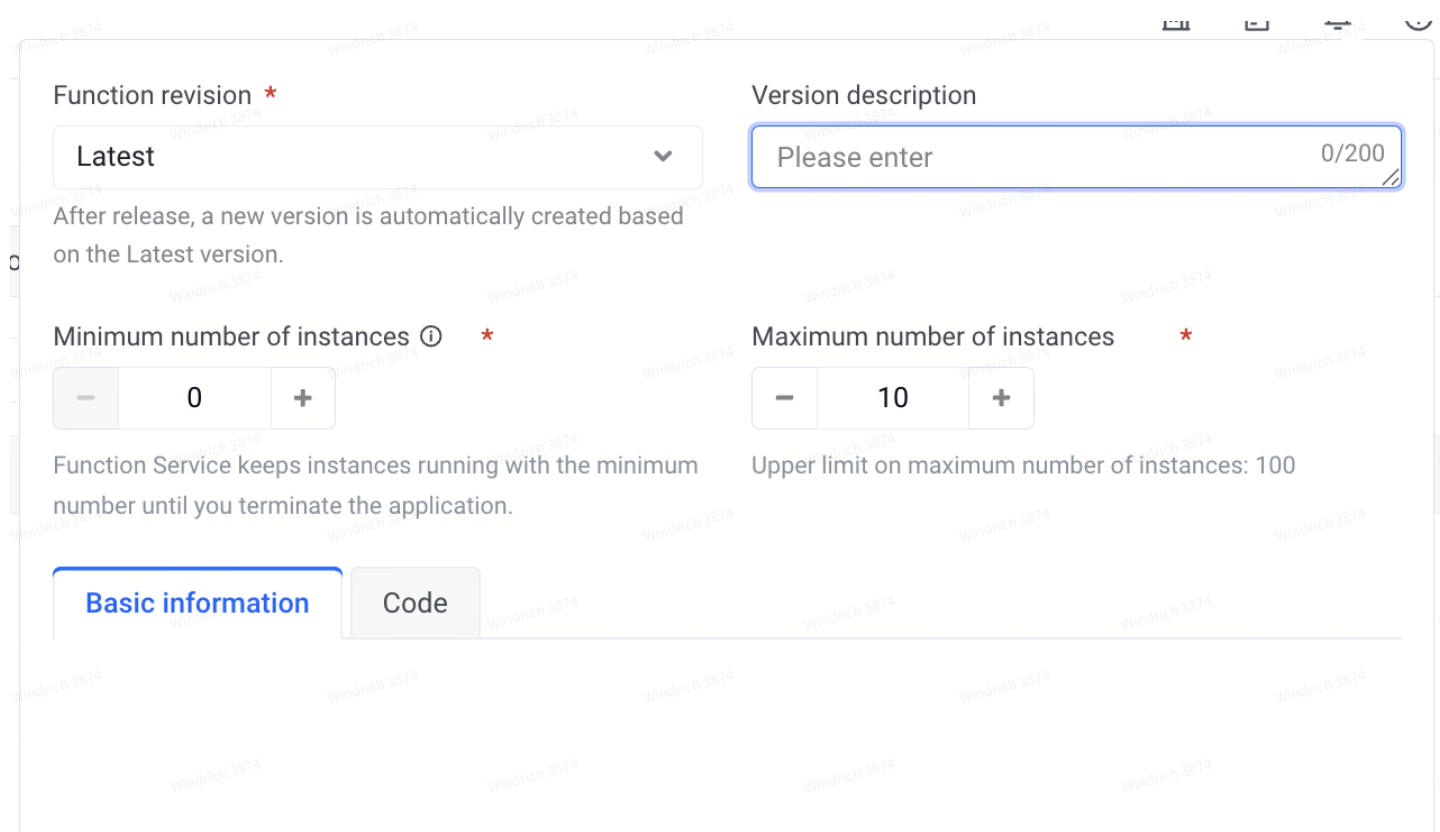 Function revision *
Version description
Latest
Please enter
0/200
After release, a new version is automatically created based
on the Latest version.
Minimum number of instances *
Maximum number of instances *
0
10
Function Service keeps instances running with the minimum
number until you terminate the application.
Upper limit on maximum number of instances: 100
Basic information
Code
Windrich 3874